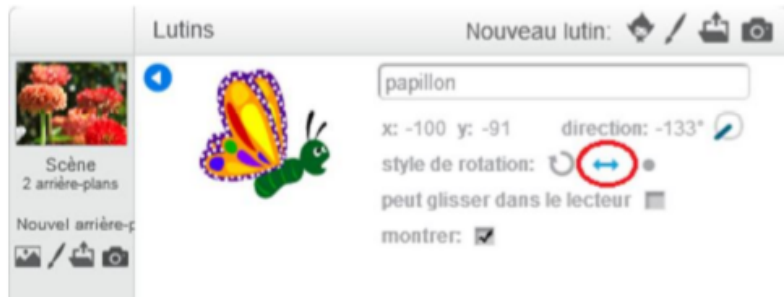 Lutins Nouveau lutin:
papillon
x: -100 y: -91 direction: -133°
style de rotation:
peut glisser dans le lecteur
montrer:
Scène
2 arrière-plans
Nouvel arrière-p